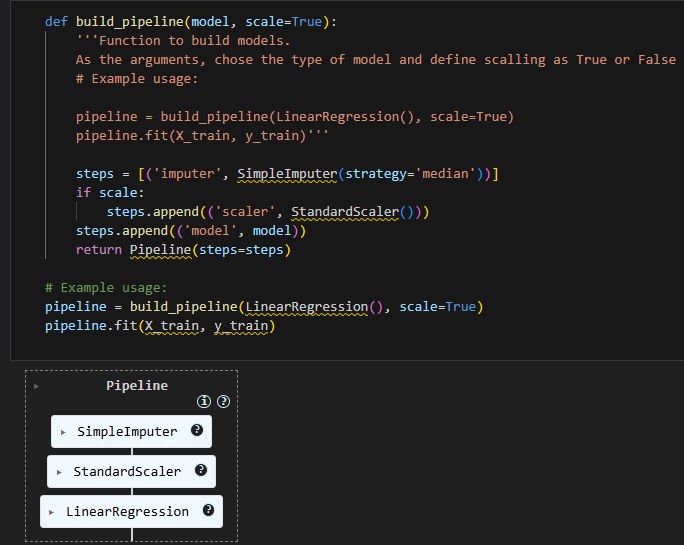 def build_pipeline(model, scale=True):
'''Function to build models.
As the arguments, chose the type of model and define scalling as True or False
# Example usage:
pipeline = build_pipeline(LinearRegression(), scale=True)
pipeline.fit(X_train, y_train)'''
steps = [('imputer', SimpleImputer(strategy='median'))]
if scale:
steps.append(('scaler', StandardScaler()))
steps.append(('model', model))
return Pipeline(steps=steps)
# Example usage:
pipeline = build_pipeline(LinearRegression(), scale=True)
pipeline.fit(X_train, y_train)
Pipeline
i ?
SimpleImputer ?
StandardScaler ?
LinearRegression ?